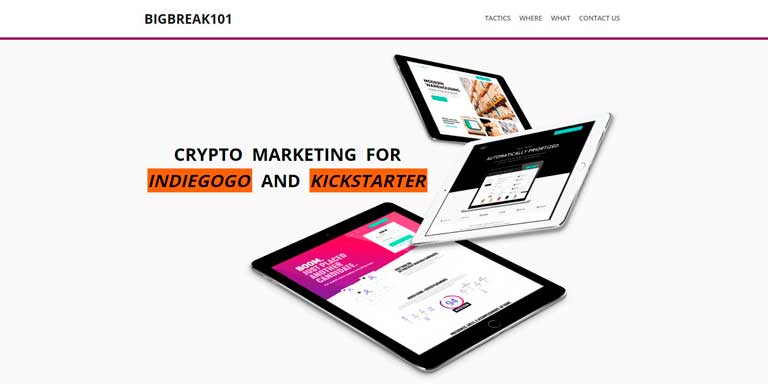 BIGBREAK101
TACTICS WHERE WHAT CONTACT US
CRYPTO MARKETING FOR
INDIEGOGO AND KICKSTARTER
MODERN
WAREHOUSING
AUTOMATICALLY PRIORITIZED.
BOOM.
JUST PLACED
ANOTHER
CANDIDATE.
94